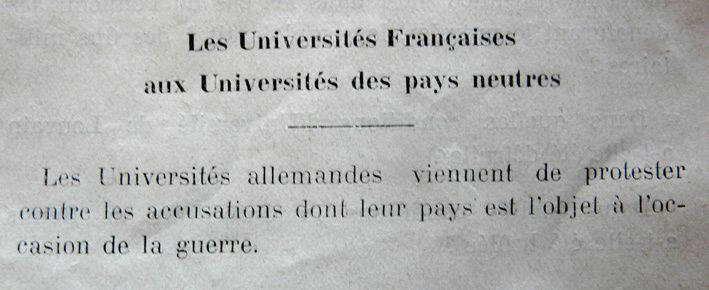 Les Universités Françaises
aux Universités des pays neutres
Les Universités allemandes viennent de protester
contre les accusations dont leur pays est l'objet à l'oc-
casion de la guerre.